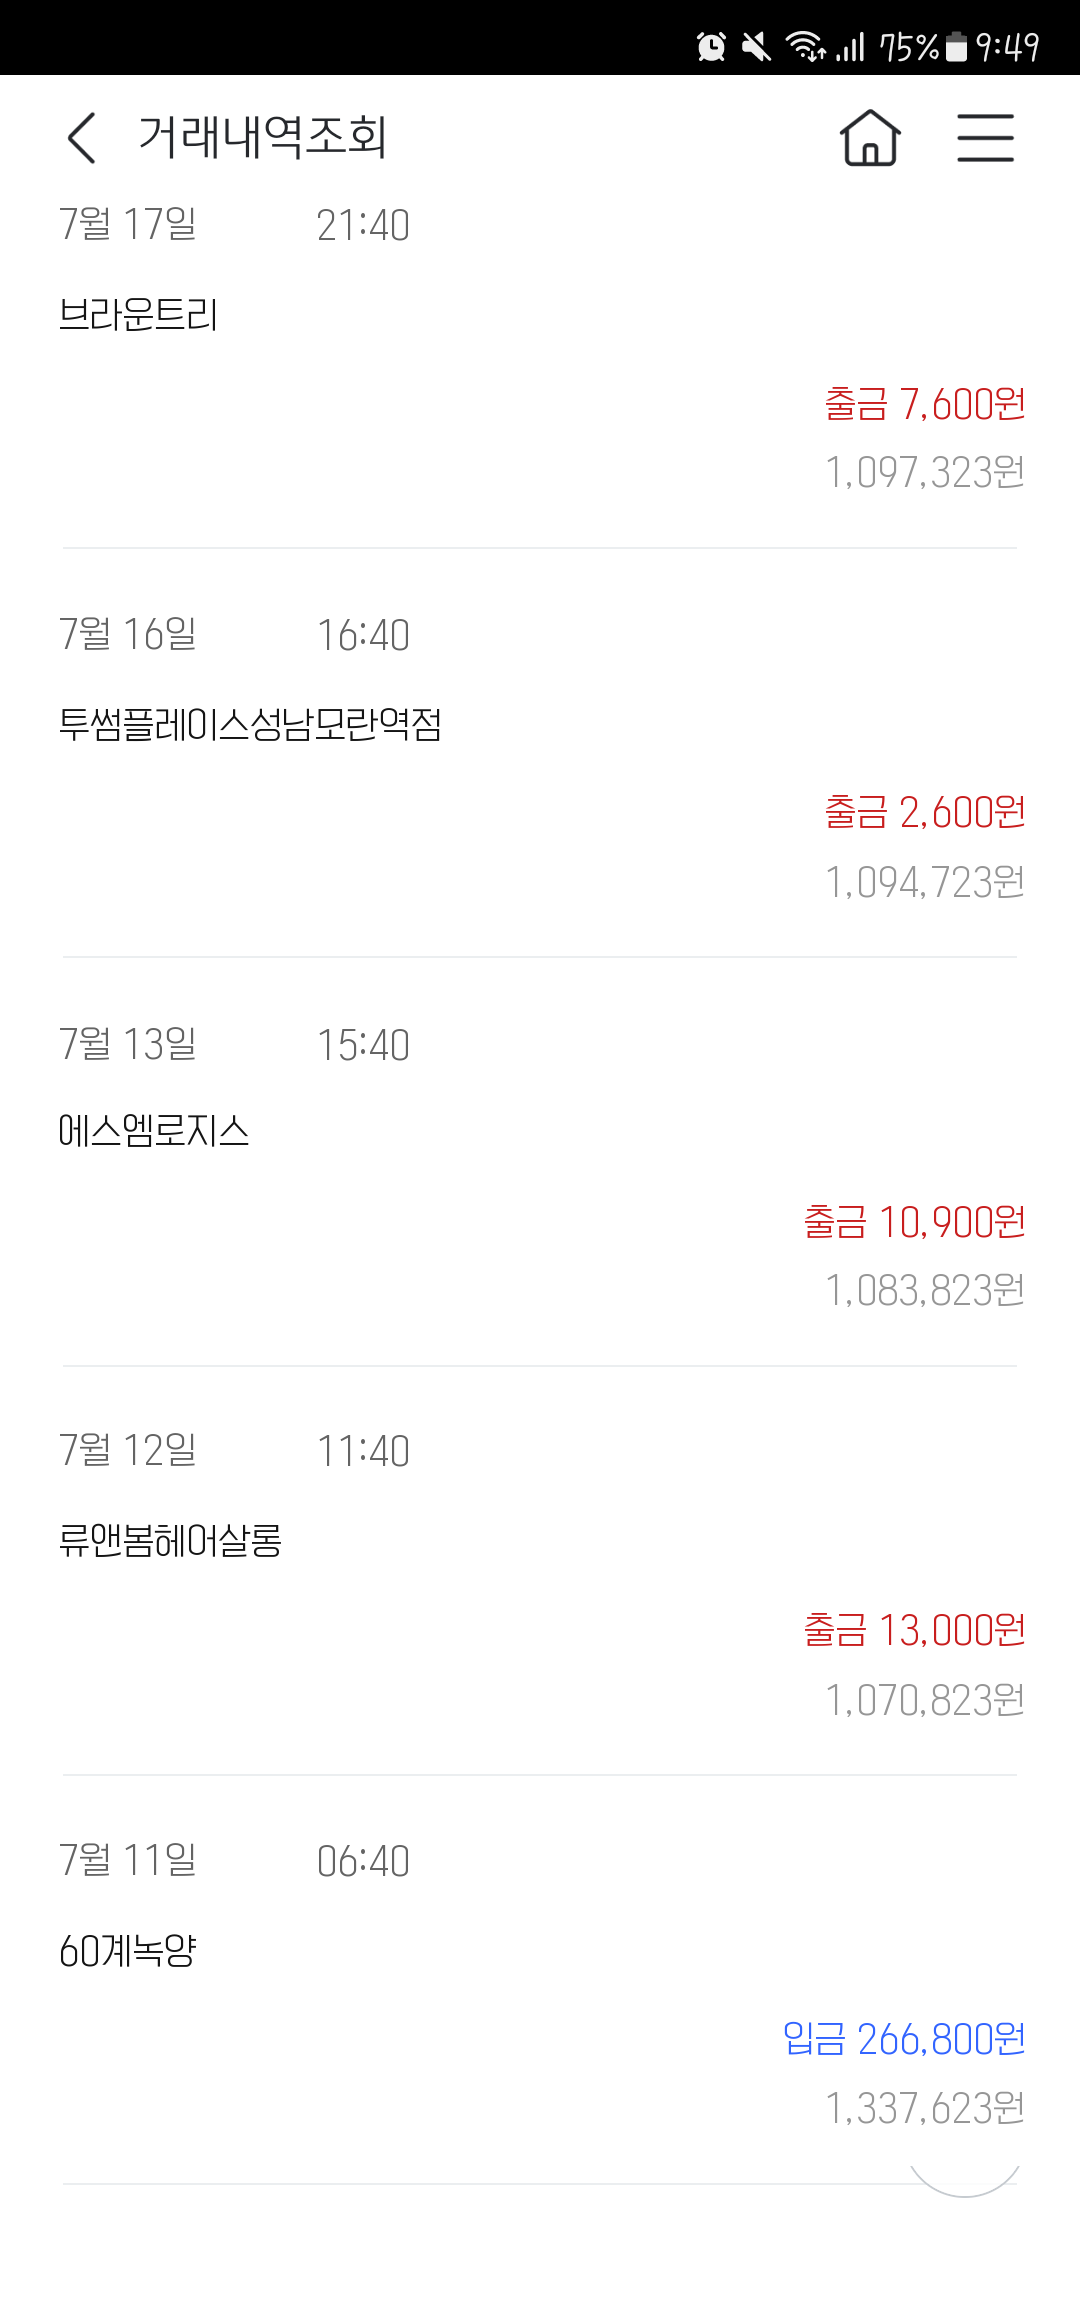 75% 9:49
거래내역조회
7월 17일 21:40
브라운트리
출금 7,600원
1,097,323원
7월 16일 16:40
투썸플레이스성남모란역점
출금 2,600원
1,094,723원
7월 13일 15:40
에스엠로지스
출금 10,900원
1,083,823원
7월 12일 11:40
류앤봄헤어살롱
출금 13,000원
1,070,823원
7월 11일 06:40
60계녹양
입금 266,800원
1,337,623원